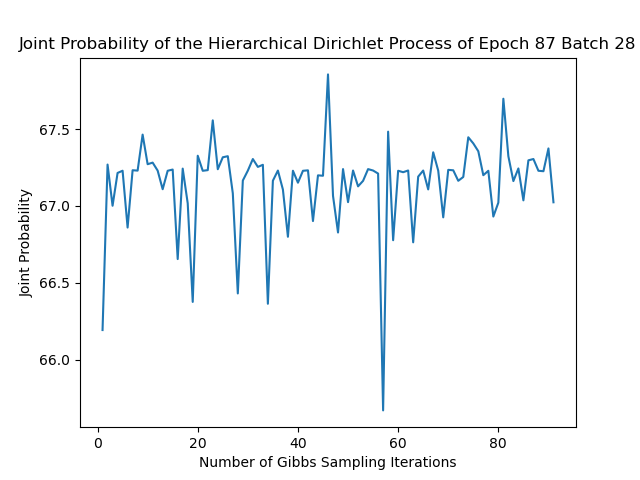 Joint Probability of the Hierarchical Dirichlet Process of Epoch 87 Batch 28
67.5
67.0
66.5
66.0
Joint Probability
0 20 40 60 80
Number of Gibbs Sampling Iterations